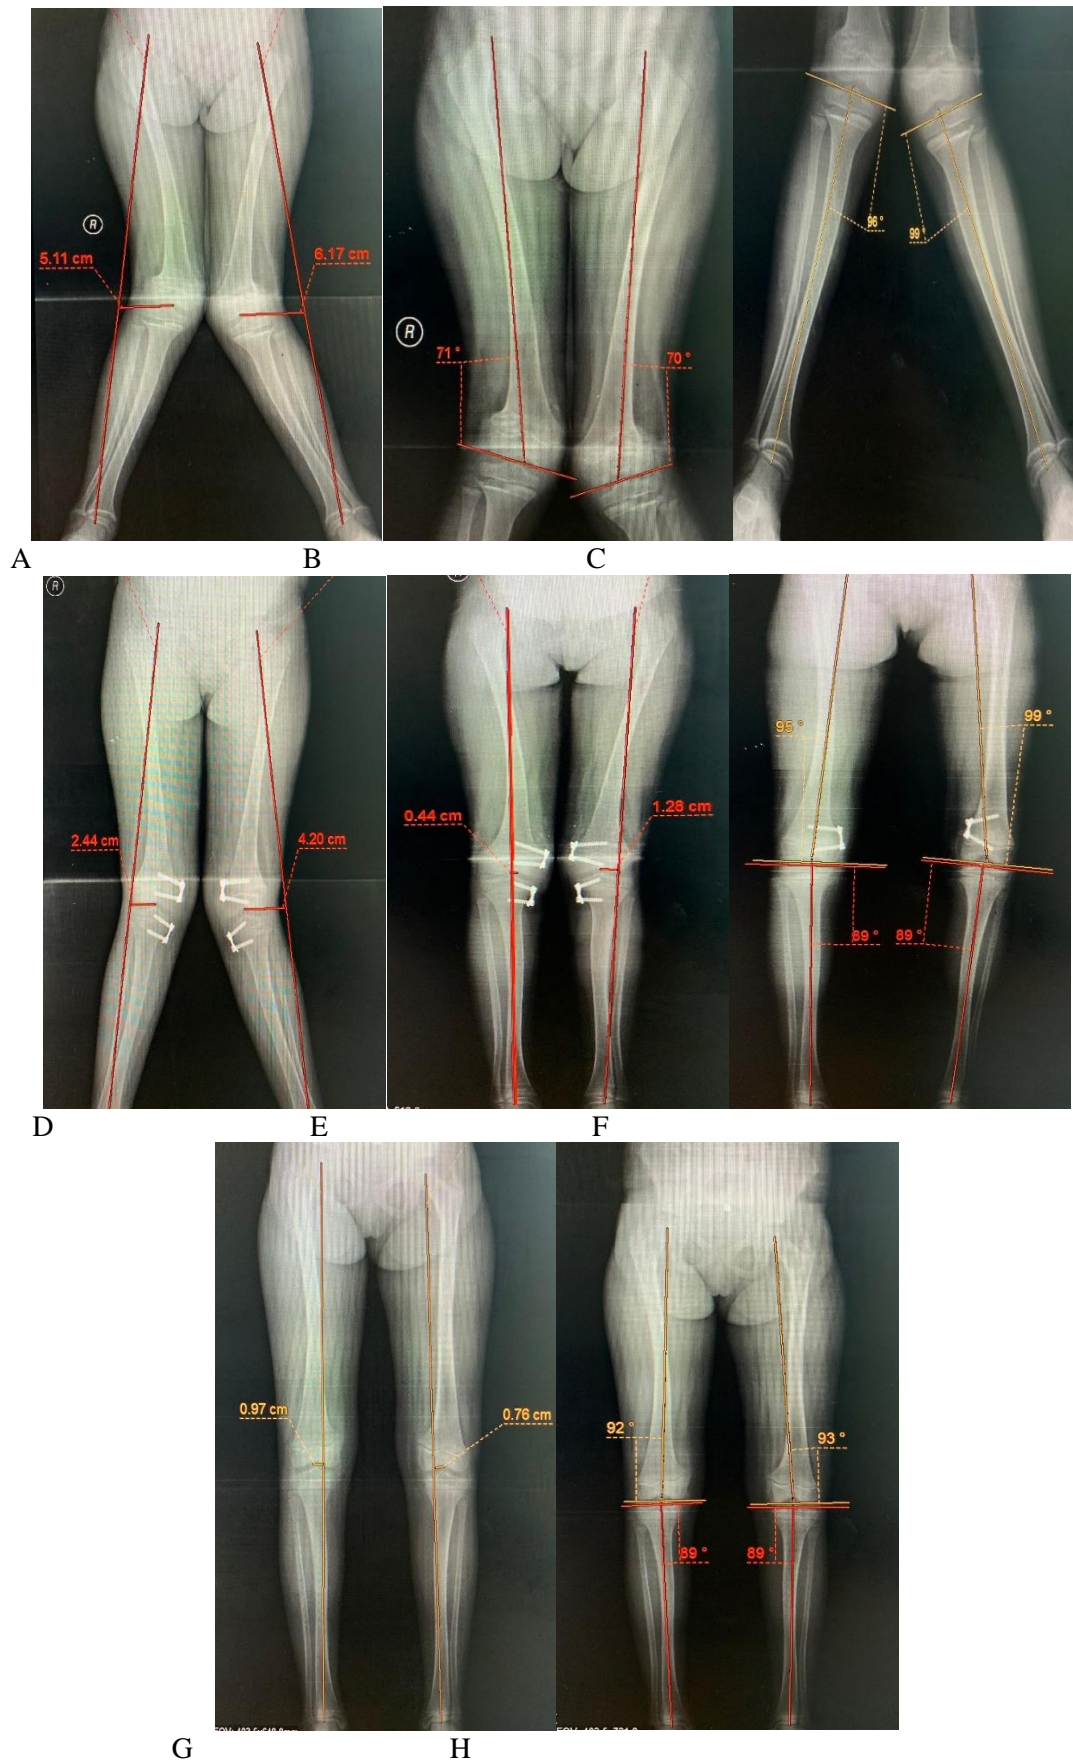 R
5.11 cm
6.17 cm
R
71 °
70 °
96 °
99 °
A B C
R
2.44 cm
4.20 cm
0.44 cm
1.28 cm
95 °
99 °
89 °
89 °
D E F
0.97 cm
0.76 cm
92 °
93 °
89 °
89 °
G H